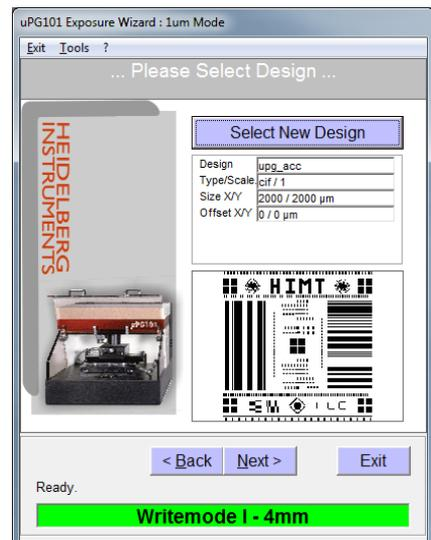 uPG101 Exposure Wizard : 1um Mode
Exit Tools ?
... Please Select Design ...
HEIDELBERG
INSTRUMENTS
uPG101
Select New Design
Design upg_acc
Type/Scale cif / 1
Size X/Y 2000 / 2000 µm
Offset X/Y 0 / 0 µm
HIMT
< Back Next > Exit
Ready.
Writemode I - 4mm